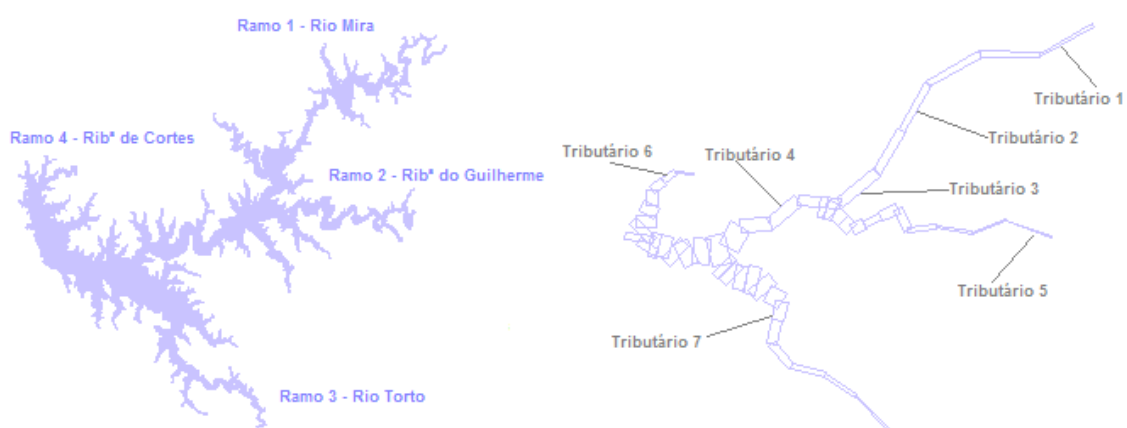 Ramo 1 - Rio Mira
Ramo 4 - Ribª de Cortes
Ramo 2 - Ribª do Guilherme
Ramo 3 - Rio Torto
Tributário 1
Tributário 2
Tributário 6
Tributário 4
Tributário 3
Tributário 5
Tributário 7